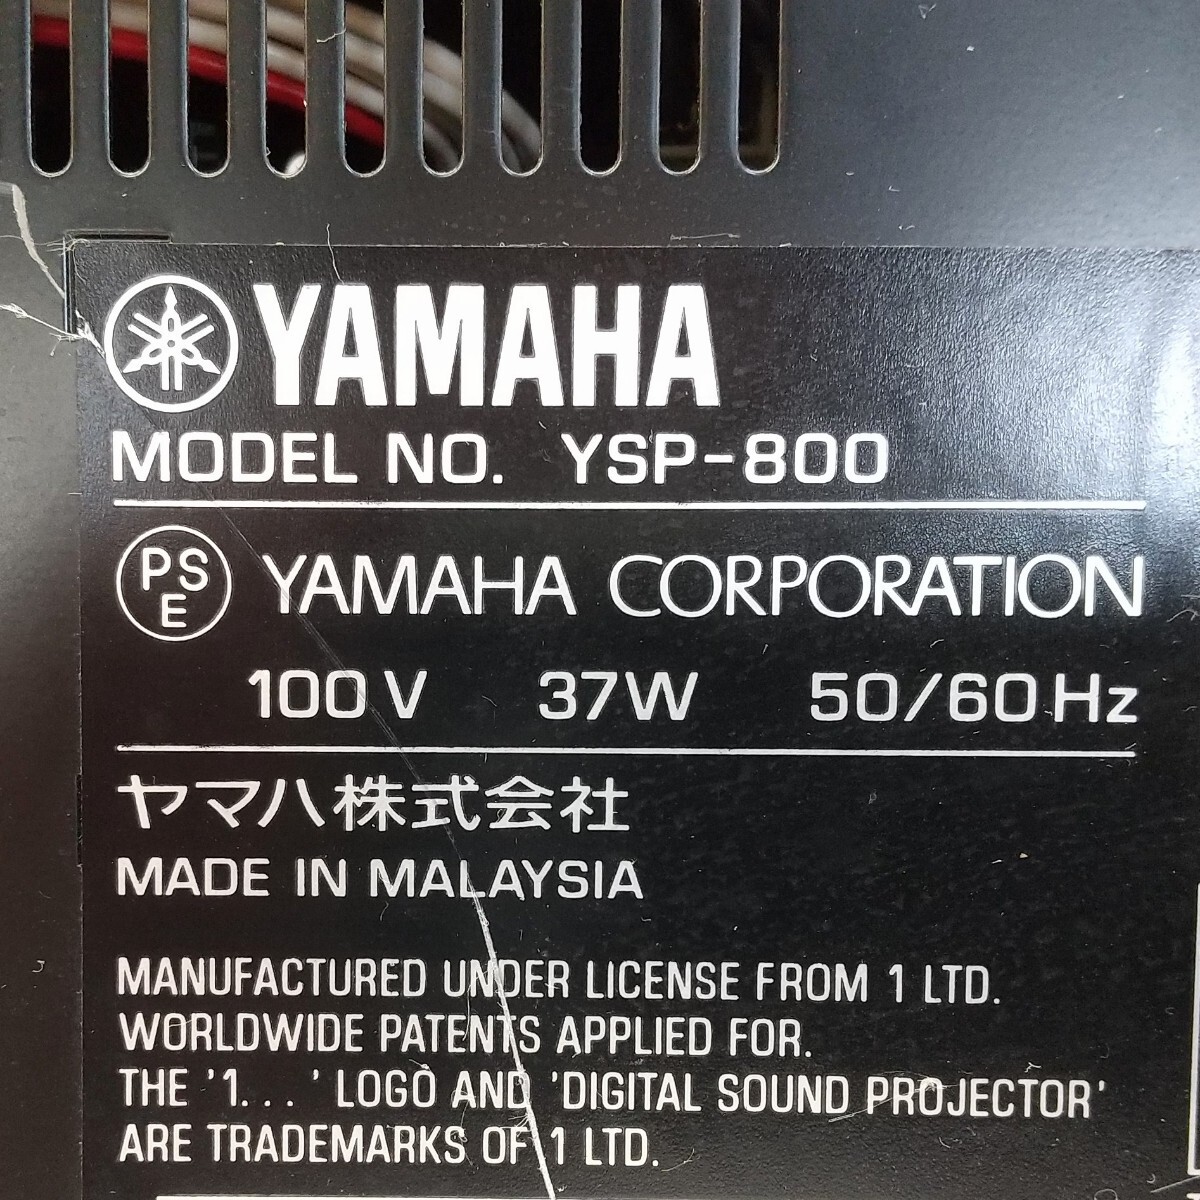 YAMAHA
MODEL NO. YSP-800
PSE YAMAHA CORPORATION
100V 37W 50/60Hz
ヤマハ株式会社
MADE IN MALAYSIA
MANUFACTURED UNDER LICENSE FROM 1 LTD.
WORLDWIDE PATENTS APPLIED FOR.
THE '1...' LOGO AND 'DIGITAL SOUND PROJECTOR'
ARE TRADEMARKS OF 1 LTD.